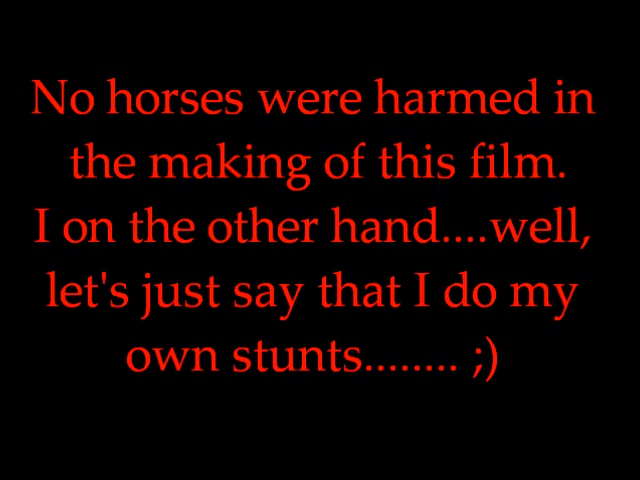 No horses were harmed in
the making of this film.
I on the other hand....well,
let's just say that I do my
own stunts........ ;)